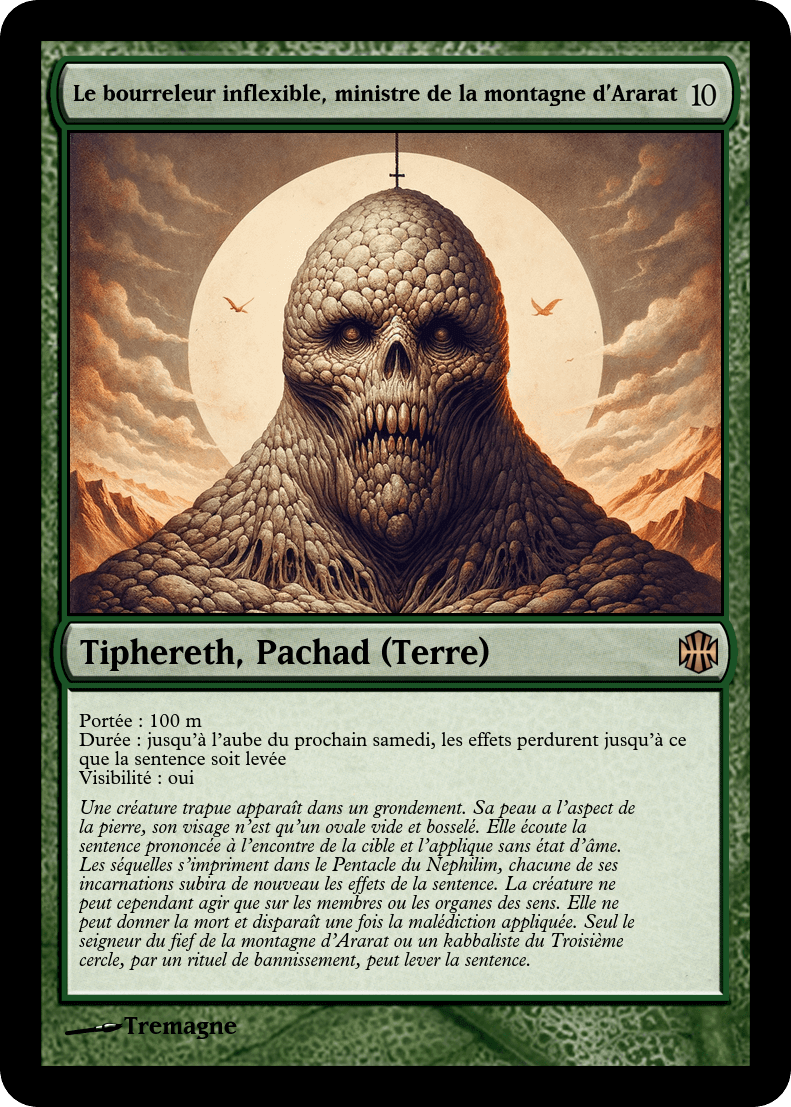 Le bourreleur inflexible, ministre de la montagne d'Ararat 10
Tiphereth, Pachad (Terre)
Portée : 100 m
Durée : jusqu'à l'aube du prochain samedi, les effets perdurent jusqu'à ce
que la sentence soit levée
Visibilité : oui
Une créature trapue apparaît dans un grondement. Sa peau a l'aspect de
la pierre, son visage n'est qu'un ovale vide et bosselé. Elle écoute la
sentence prononcée à l'encontre de la cible et l'applique sans état d'âme.
Les séquelles s'impriment dans le Pentacle du Nephilim, chacune de ses
incarnations subira de nouveau les effets de la sentence. La créature ne
peut cependant agir que sur les membres ou les organes des sens. Elle ne
peut donner la mort et disparaît une fois la malédiction appliquée. Seul le
seigneur du fief de la montagne d'Ararat ou un kabbaliste du Troisième
cercle, par un rituel de bannissement, peut lever la sentence.
Tremagne